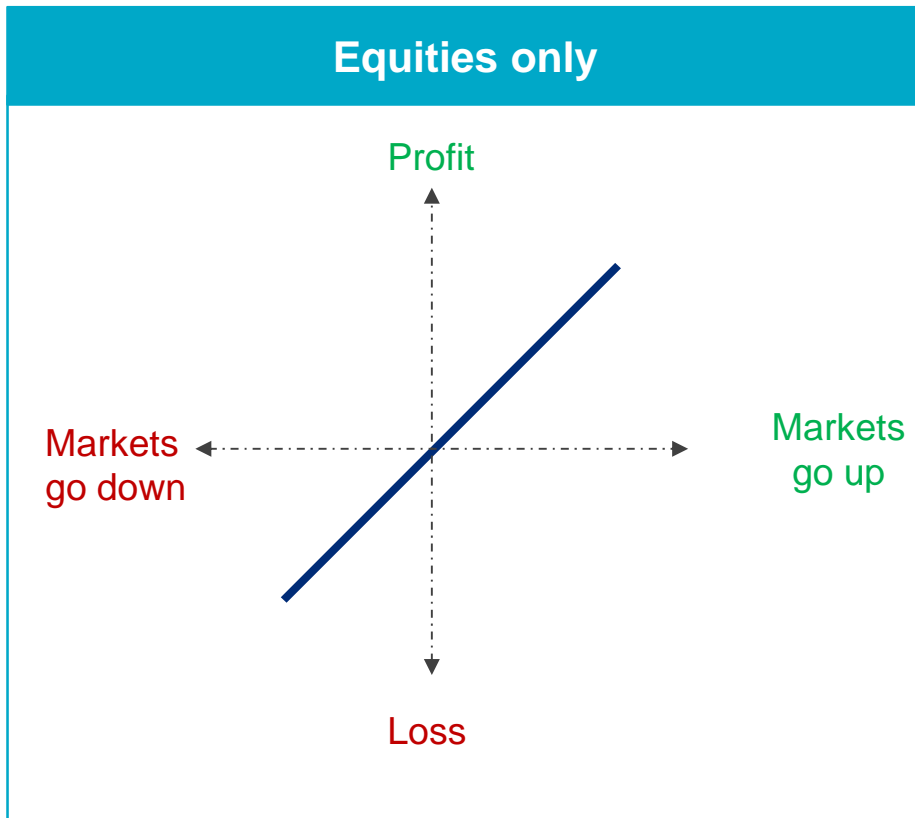 Equities only
Profit
Markets
go down
Markets
go up
Loss